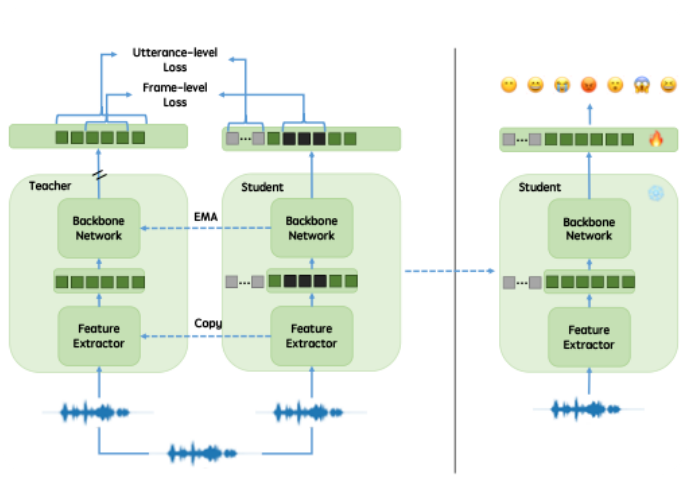 Utterance-level
Loss
Frame-level
Loss
Teacher
Student
Student
Backbone
Network
EMA
Backbone
Network
Backbone
Network
Feature
Extractor
Copy
Feature
Extractor
Feature
Extractor